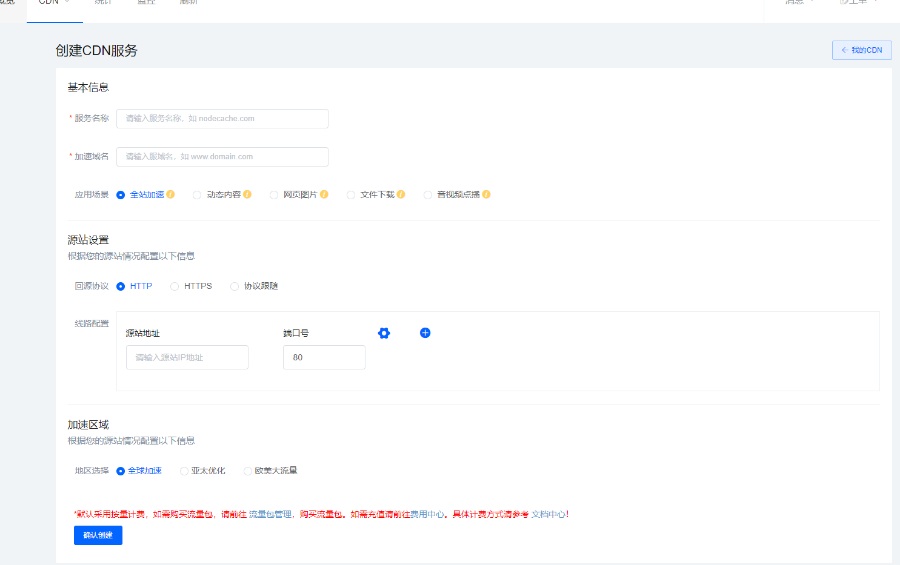 CDN 统计 监控 刷新 消息 工单
创建CDN服务
我的CDN
基本信息
* 服务名称 请输入服务名称，如 nodecache.com
* 加速域名 请输入服域名，如 www.domain.com
应用场景 全站加速 动态内容 网页图片 文件下载 音视频点播
源站设置
根据您的源站情况配置以下信息
回源协议 HTTP HTTPS 协议跟随
线路配置
源站地址 端口号
请输入源站IP地址 80
加速区域
根据您的源站情况配置以下信息
地区选择 全球加速 亚太优化 欧美大流量
*默认采用按量计费，如需购买流量包，请前往 流量包管理，购买流量包。如需充值请前往费用中心。具体计费方式请参考 文档中心！
确认创建